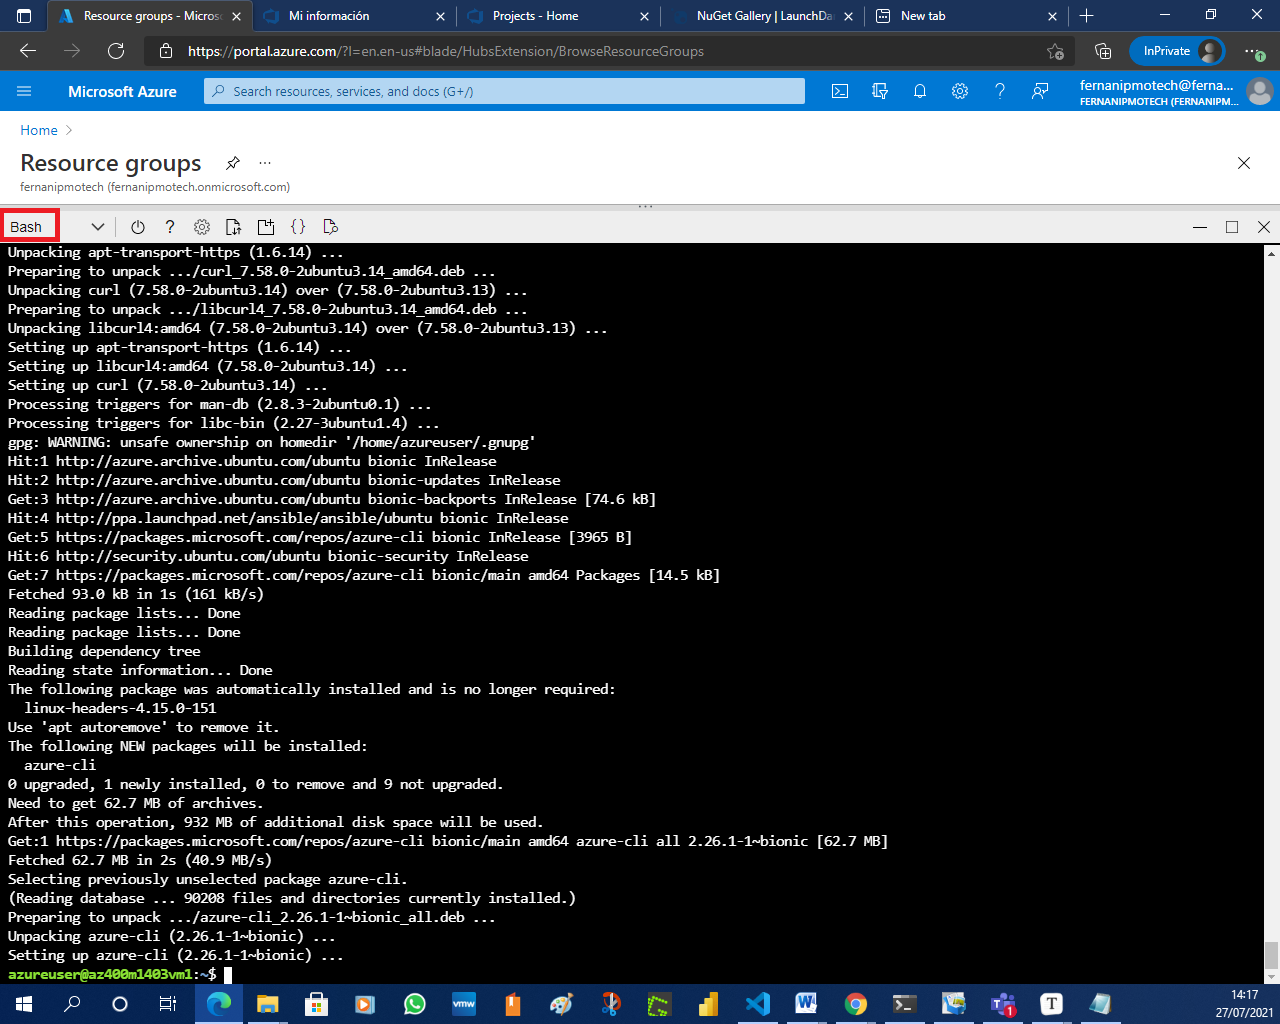 Resource groups - Micros
Mi información
Projects - Home
NuGet Gallery | LaunchDa
New tab
https://portal.azure.com/?l=en.en-us#blade/HubsExtension/BrowseResourceGroups
InPrivate
Microsoft Azure
Search resources, services, and docs (G+/)
fernanipmotech@ferna...
FERNANIPMOTECH (FERNANIPM...
Home
Resource groups
fernanipmotech (fernanipmotech.onmicrosoft.com)
Bash
Unpacking apt-transport-https (1.6.14) ...
Preparing to unpack .../curl_7.58.0-2ubuntu3.14_amd64.deb ...
Unpacking curl (7.58.0-2ubuntu3.14) over (7.58.0-2ubuntu3.13) ...
Preparing to unpack .../libcurl4_7.58.0-2ubuntu3.14_amd64.deb ...
Unpacking libcurl4:amd64 (7.58.0-2ubuntu3.14) over (7.58.0-2ubuntu3.13) ...
Setting up apt-transport-https (1.6.14) ...
Setting up libcurl4:amd64 (7.58.0-2ubuntu3.14) ...
Setting up curl (7.58.0-2ubuntu3.14) ...
Processing triggers for man-db (2.8.3-2ubuntu0.1) ...
Processing triggers for libc-bin (2.27-3ubuntu1.4) ...
gpg: WARNING: unsafe ownership on homedir '/home/azureuser/.gnupg'
Hit:1 http://azure.archive.ubuntu.com/ubuntu bionic InRelease
Hit:2 http://azure.archive.ubuntu.com/ubuntu bionic-updates InRelease
Get:3 http://azure.archive.ubuntu.com/ubuntu bionic-backports InRelease [74.6 kB]
Hit:4 http://ppa.launchpad.net/ansible/ansible/ubuntu bionic InRelease
Get:5 https://packages.microsoft.com/repos/azure-cli bionic InRelease [3965 B]
Hit:6 http://security.ubuntu.com/ubuntu bionic-security InRelease
Get:7 https://packages.microsoft.com/repos/azure-cli bionic/main amd64 Packages [14.5 kB]
Fetched 93.0 kB in 1s (161 kB/s)
Reading package lists... Done
Reading package lists... Done
Building dependency tree
Reading state information... Done
The following package was automatically installed and is no longer required:
linux-headers-4.15.0-151
Use 'apt autoremove' to remove it.
The following NEW packages will be installed:
azure-cli
0 upgraded, 1 newly installed, 0 to remove and 9 not upgraded.
Need to get 62.7 MB of archives.
After this operation, 932 MB of additional disk space will be used.
Get:1 https://packages.microsoft.com/repos/azure-cli bionic/main amd64 azure-cli all 2.26.1-1~bionic [62.7 MB]
Fetched 62.7 MB in 2s (40.9 MB/s)
Selecting previously unselected package azure-cli.
(Reading database ... 90208 files and directories currently installed.)
Preparing to unpack .../azure-cli_2.26.1-1~bionic_all.deb ...
Unpacking azure-cli (2.26.1-1~bionic) ...
Setting up azure-cli (2.26.1-1~bionic) ...
azureuser@az400m1403vm1:~$
vmw
1
T
14:17
27/07/2021